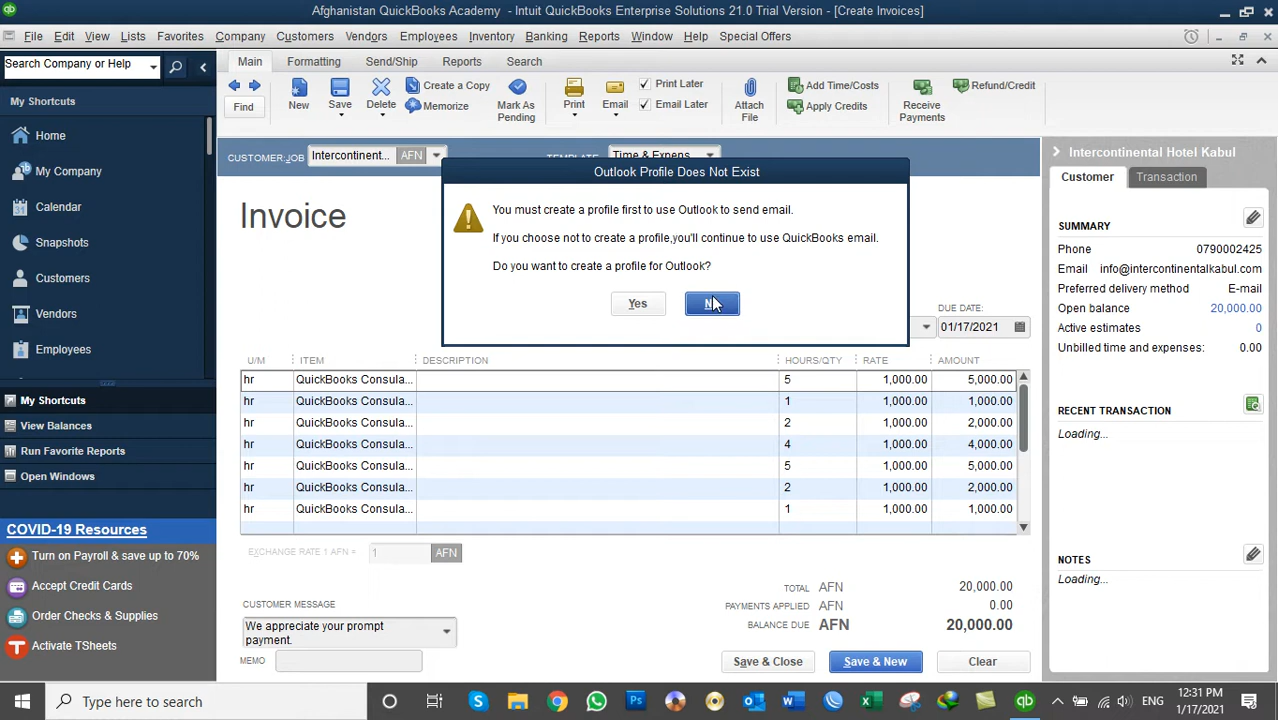 Afghanistan QuickBooks Academy - Intuit QuickBooks Enterprise Solutions 21.0 Trial Version - [Create Invoices]
File Edit View Lists Favorites Company Customers Vendors Employees Inventory Banking Reports Window Help Special Offers
Search Company or Help
My Shortcuts
Home
My Company
Calendar
Snapshots
Customers
Vendors
Employees
My Shortcuts
View Balances
Run Favorite Reports
Open Windows
COVID-19 Resources
Turn on Payroll & save up to 70%
Accept Credit Cards
Order Checks & Supplies
Activate TSheets
Main Formatting Send/Ship Reports Search
Find
New
Save
Delete
Create a Copy
Memorize
Mark As Pending
Print
Email
Print Later
Email Later
Attach File
Add Time/Costs
Apply Credits
Receive Payments
Refund/Credit
CUSTOMER:JOB Intercontinent... AFN TEMPLATE Time & Expens...
Invoice
Outlook Profile Does Not Exist
You must create a profile first to use Outlook to send email.
If you choose not to create a profile,you'll continue to use QuickBooks email.
Do you want to create a profile for Outlook?
Yes
DUE DATE:
01/17/2021
U/M ITEM DESCRIPTION HOURS/QTY RATE AMOUNT
hr QuickBooks Consula... 5 1,000.00 5,000.00
hr QuickBooks Consula... 1 1,000.00 1,000.00
hr QuickBooks Consula... 2 1,000.00 2,000.00
hr QuickBooks Consula... 4 1,000.00 4,000.00
hr QuickBooks Consula... 5 1,000.00 5,000.00
hr QuickBooks Consula... 2 1,000.00 2,000.00
hr QuickBooks Consula... 1 1,000.00 1,000.00
EXCHANGE RATE 1 AFN = 1 AFN
TOTAL AFN 20,000.00
PAYMENTS APPLIED AFN 0.00
BALANCE DUE AFN 20,000.00
CUSTOMER MESSAGE
We appreciate your prompt
payment.
MEMO
Save & Close Save & New Clear
Intercontinental Hotel Kabul
Customer Transaction
SUMMARY
Phone 0790002425
Email info@intercontinentalkabul.com
Preferred delivery method E-mail
Open balance 20,000.00
Active estimates 0
Unbilled time and expenses: 0.00
RECENT TRANSACTION
Loading...
NOTES
Loading...
Type here to search
ENG
12:31 PM
1/17/2021